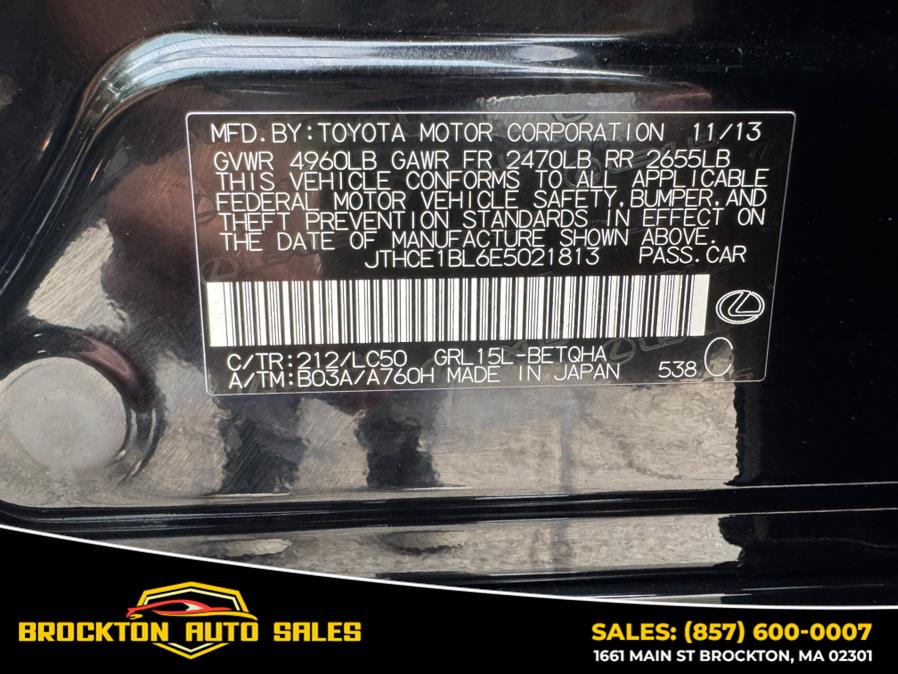 MFD.BY:TOYOTA MOTOR CORPORATION 11/13
GVWR 4960LB GAWR FR 2470LB RR 2655LB
THIS VEHICLE CONFORMS TO ALL APPLICABLE
FEDERAL MOTOR VEHICLE SAFETY,BUMPER,AND
THEFT PREVENTION STANDARDS IN EFFECT ON
THE DATE OF MANUFACTURE SHOWN ABOVE.
JTHCE1BL6E5021813 PASS.CAR
C/TR:212/LC50 GRL15L-BETQHA
A/TM:B03A/A760H MADE IN JAPAN 538 C
BROCKTON AUTO SALES
SALES: (857) 600-0007
1661 MAIN ST BROCKTON, MA 02301